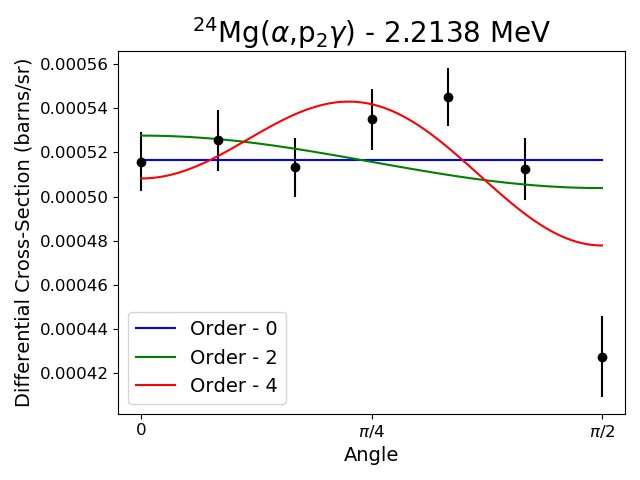 ²⁴Mg(α,p₂γ) - 2.2138 MeV
Differential Cross-Section (barns/sr)
0.00056
0.00054
0.00052
0.00050
0.00048
0.00046
0.00044
0.00042
Order - 0
Order - 2
Order - 4
0 π/4 π/2
Angle